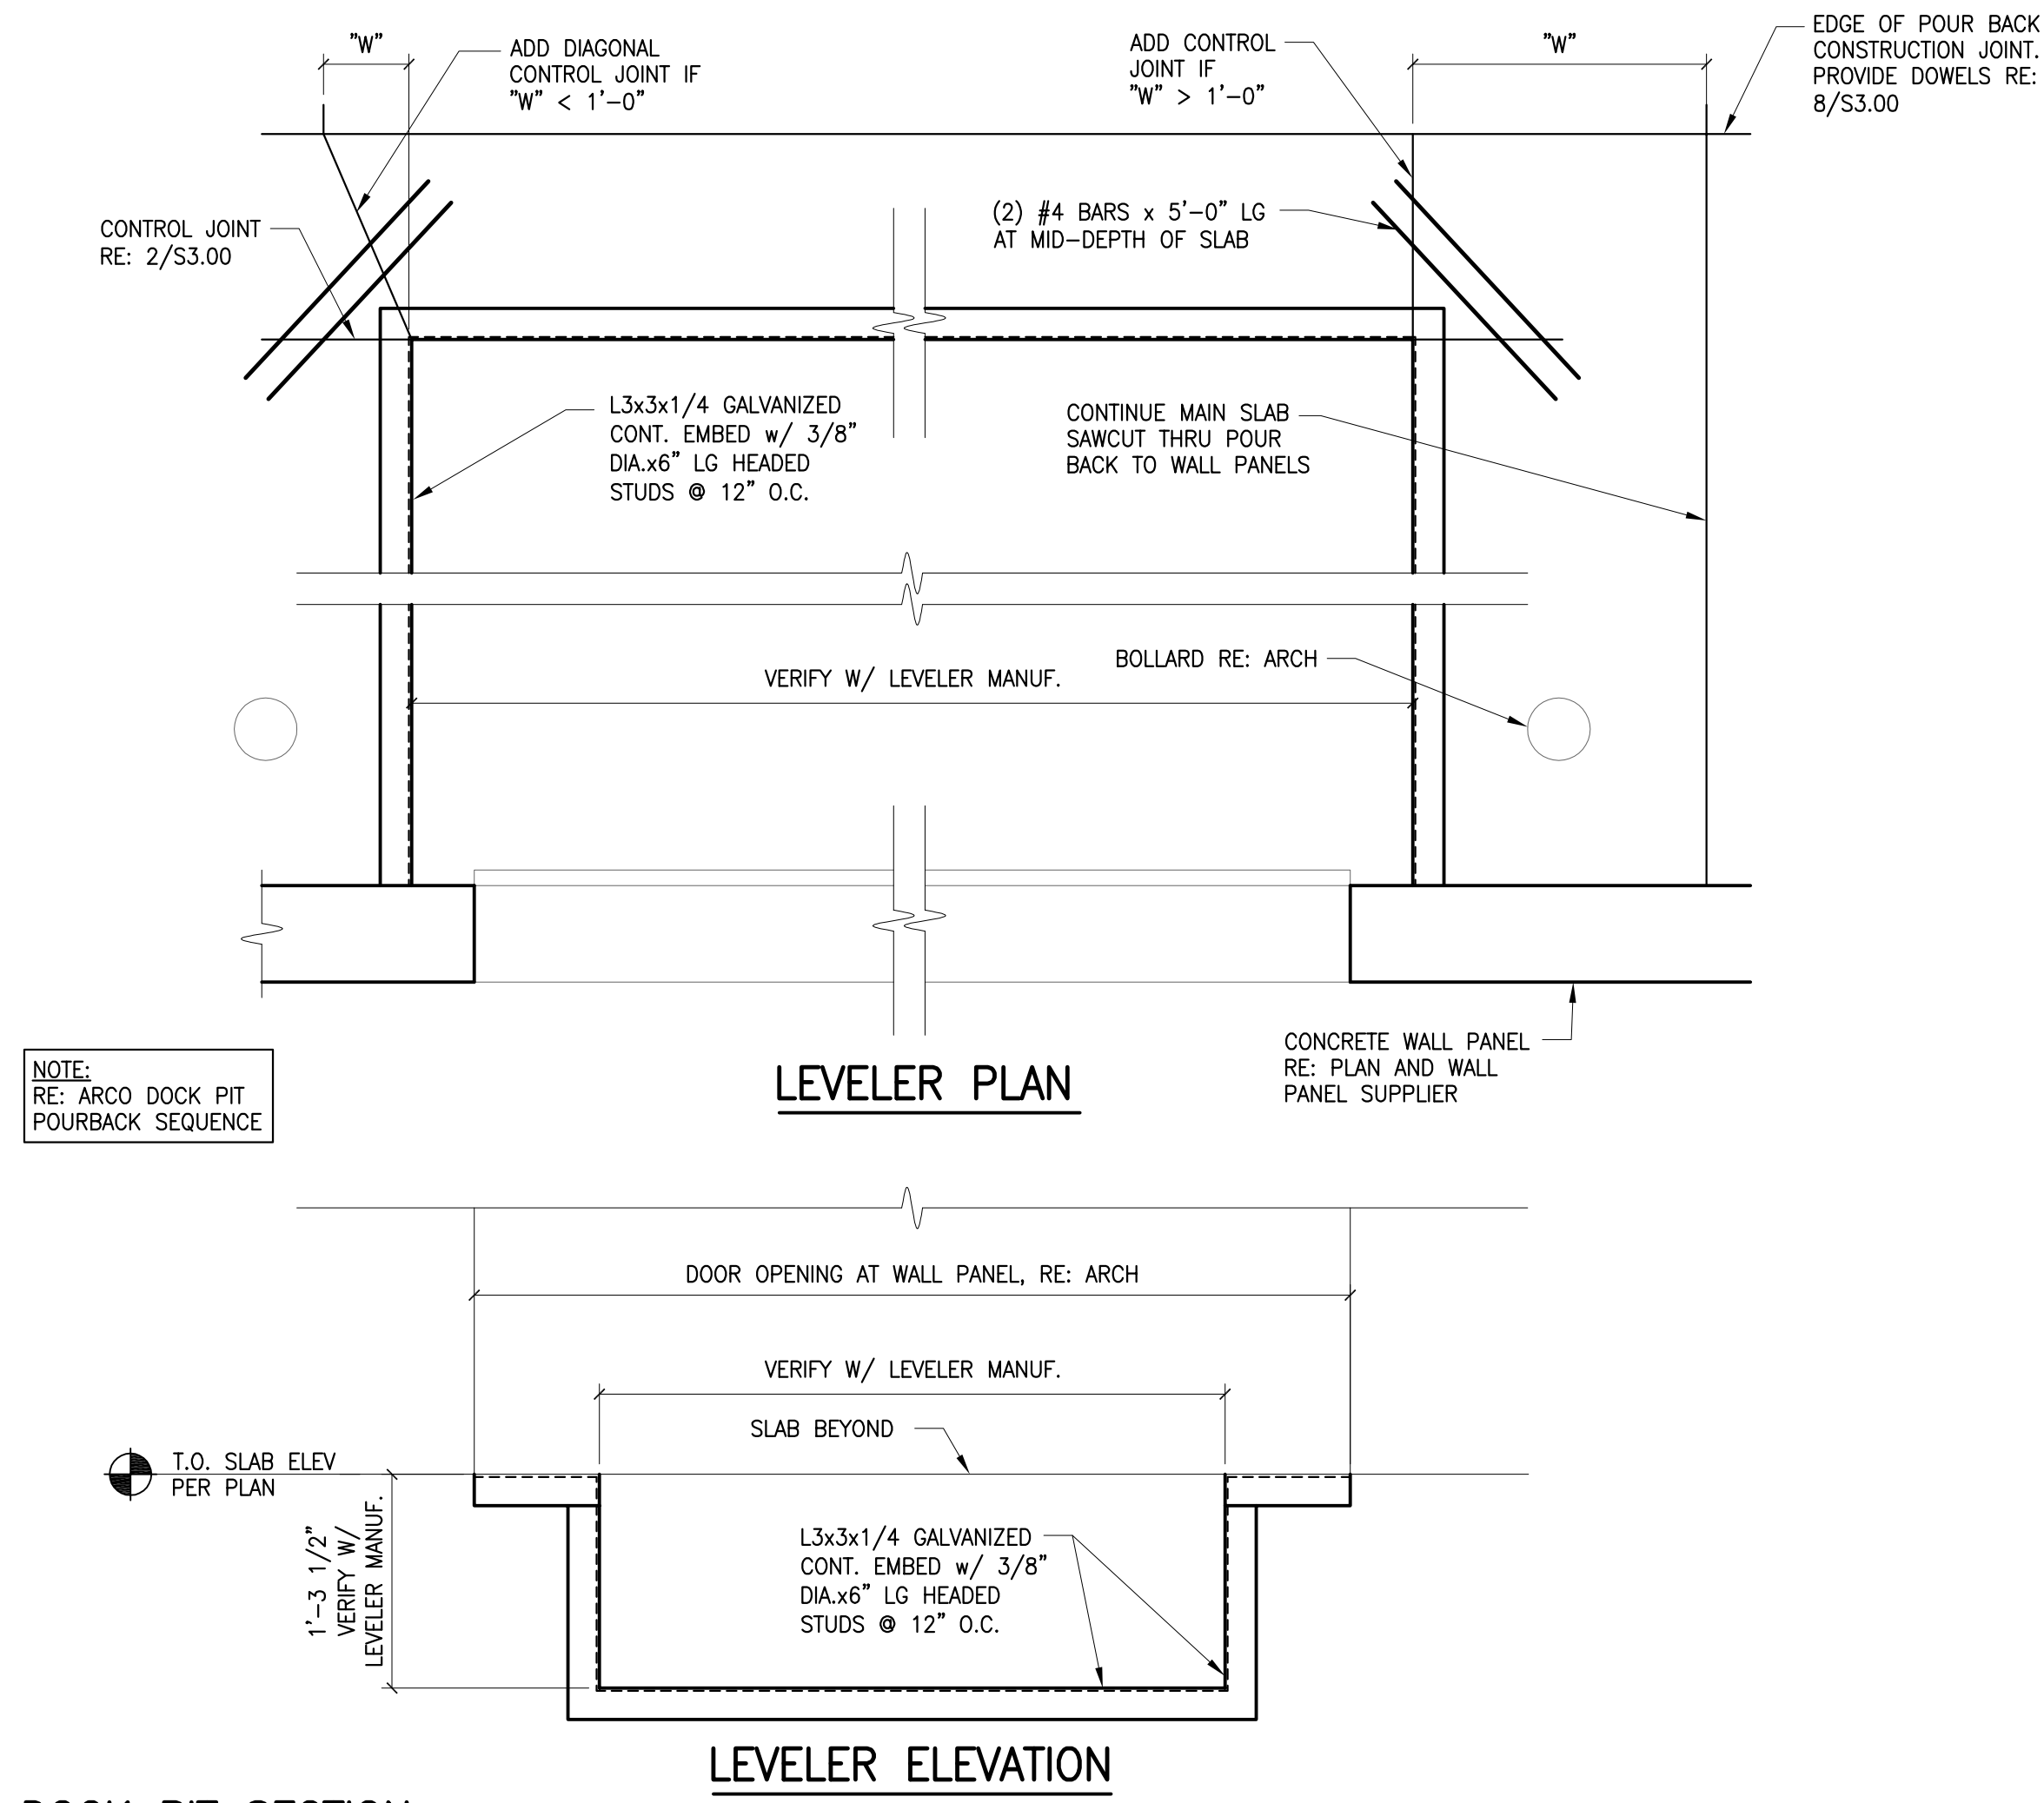 "W"
ADD DIAGONAL
CONTROL JOINT IF
"W" < 1'-0"
ADD CONTROL
JOINT IF
"W" > 1'-0"
"W"
EDGE OF POUR BACK
CONSTRUCTION JOINT.
PROVIDE DOWELS RE:
8/S3.00
CONTROL JOINT
RE: 2/S3.00
(2) #4 BARS x 5'-0" LG
AT MID-DEPTH OF SLAB
L3x3x1/4 GALVANIZED
CONT. EMBED w/ 3/8"
DIA.x6" LG HEADED
STUDS @ 12" O.C.
CONTINUE MAIN SLAB
SAWCUT THRU POUR
BACK TO WALL PANELS
BOLLARD RE: ARCH
VERIFY W/ LEVELER MANUF.
CONCRETE WALL PANEL
RE: PLAN AND WALL
PANEL SUPPLIER
NOTE:
RE: ARCO DOCK PIT
POURBACK SEQUENCE
LEVELER PLAN
DOOR OPENING AT WALL PANEL, RE: ARCH
VERIFY W/ LEVELER MANUF.
SLAB BEYOND
T.O. SLAB ELEV
PER PLAN
1'-3 1/2"
VERIFY W/
LEVELER MANUF.
L3x3x1/4 GALVANIZED
CONT. EMBED w/ 3/8"
DIA.x6" LG HEADED
STUDS @ 12" O.C.
LEVELER ELEVATION